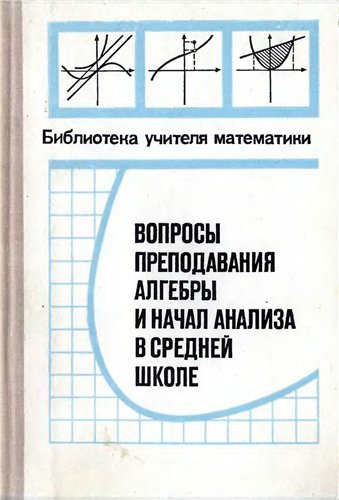 Библиотека учителя математики
ВОПРОСЫ
ПРЕПОДАВАНИЯ
АЛГЕБРЫ
И НАЧАЛ АНАЛИЗА
В СРЕДНЕЙ
ШКОЛЕ